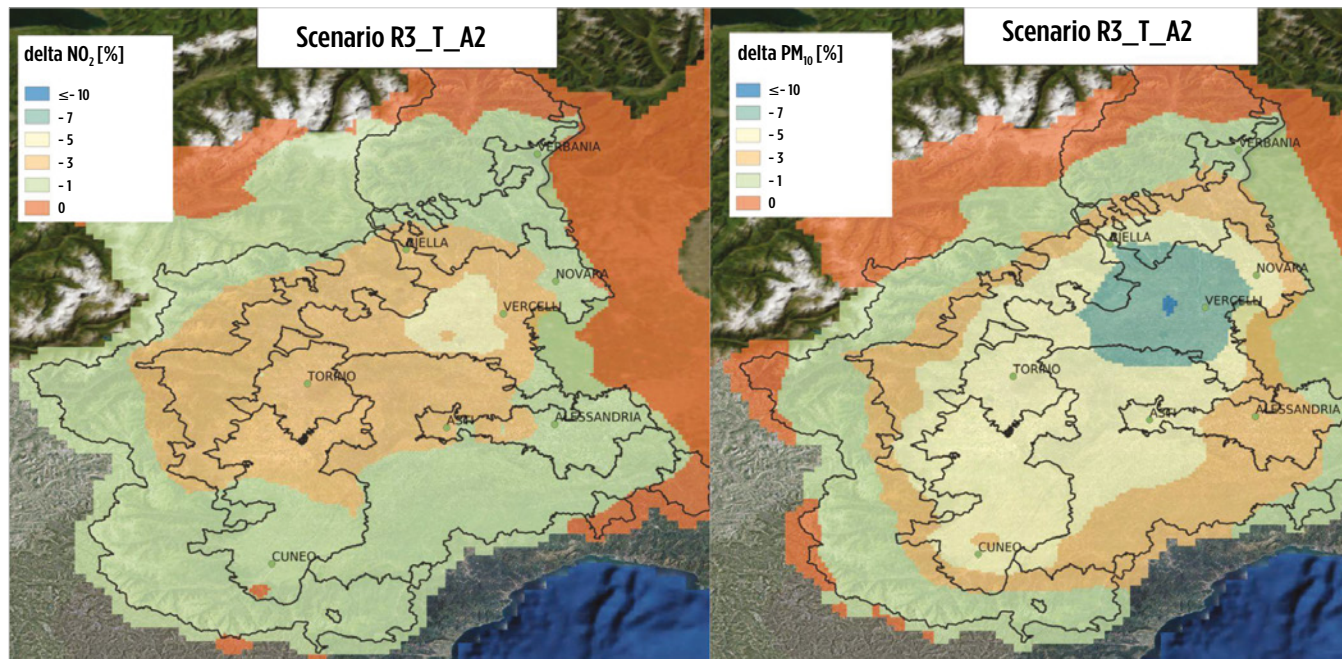 Scenario R3_T_A2
delta NO₂ [%]
≤- 10
- 7
- 5
- 3
- 1
0
VERBANIA
BIELLA
NOVARA
VERCELLI
TORINO
ASTI
ALESSANDRIA
CUNEO
Scenario R3_T_A2
delta PM₁₀ [%]
≤- 10
- 7
- 5
- 3
- 1
0
VERBANIA
BIELLA
NOVARA
VERCELLI
TORINO
ASTI
ALESSANDRIA
CUNEO